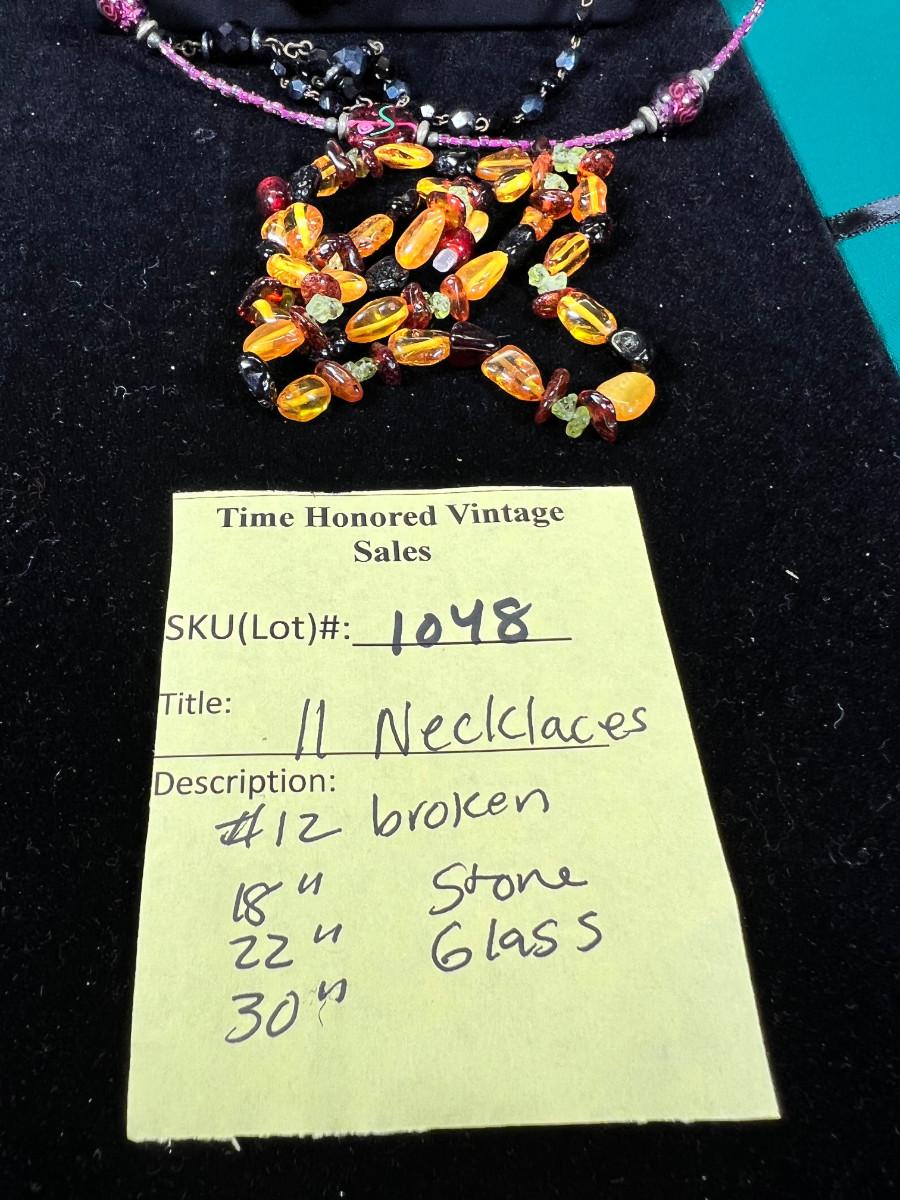 Time Honored Vintage
Sales
SKU(Lot)#: 1048
Title: 11 Necklaces
Description:
#12 broken
18" Stone
22" Glass
30"